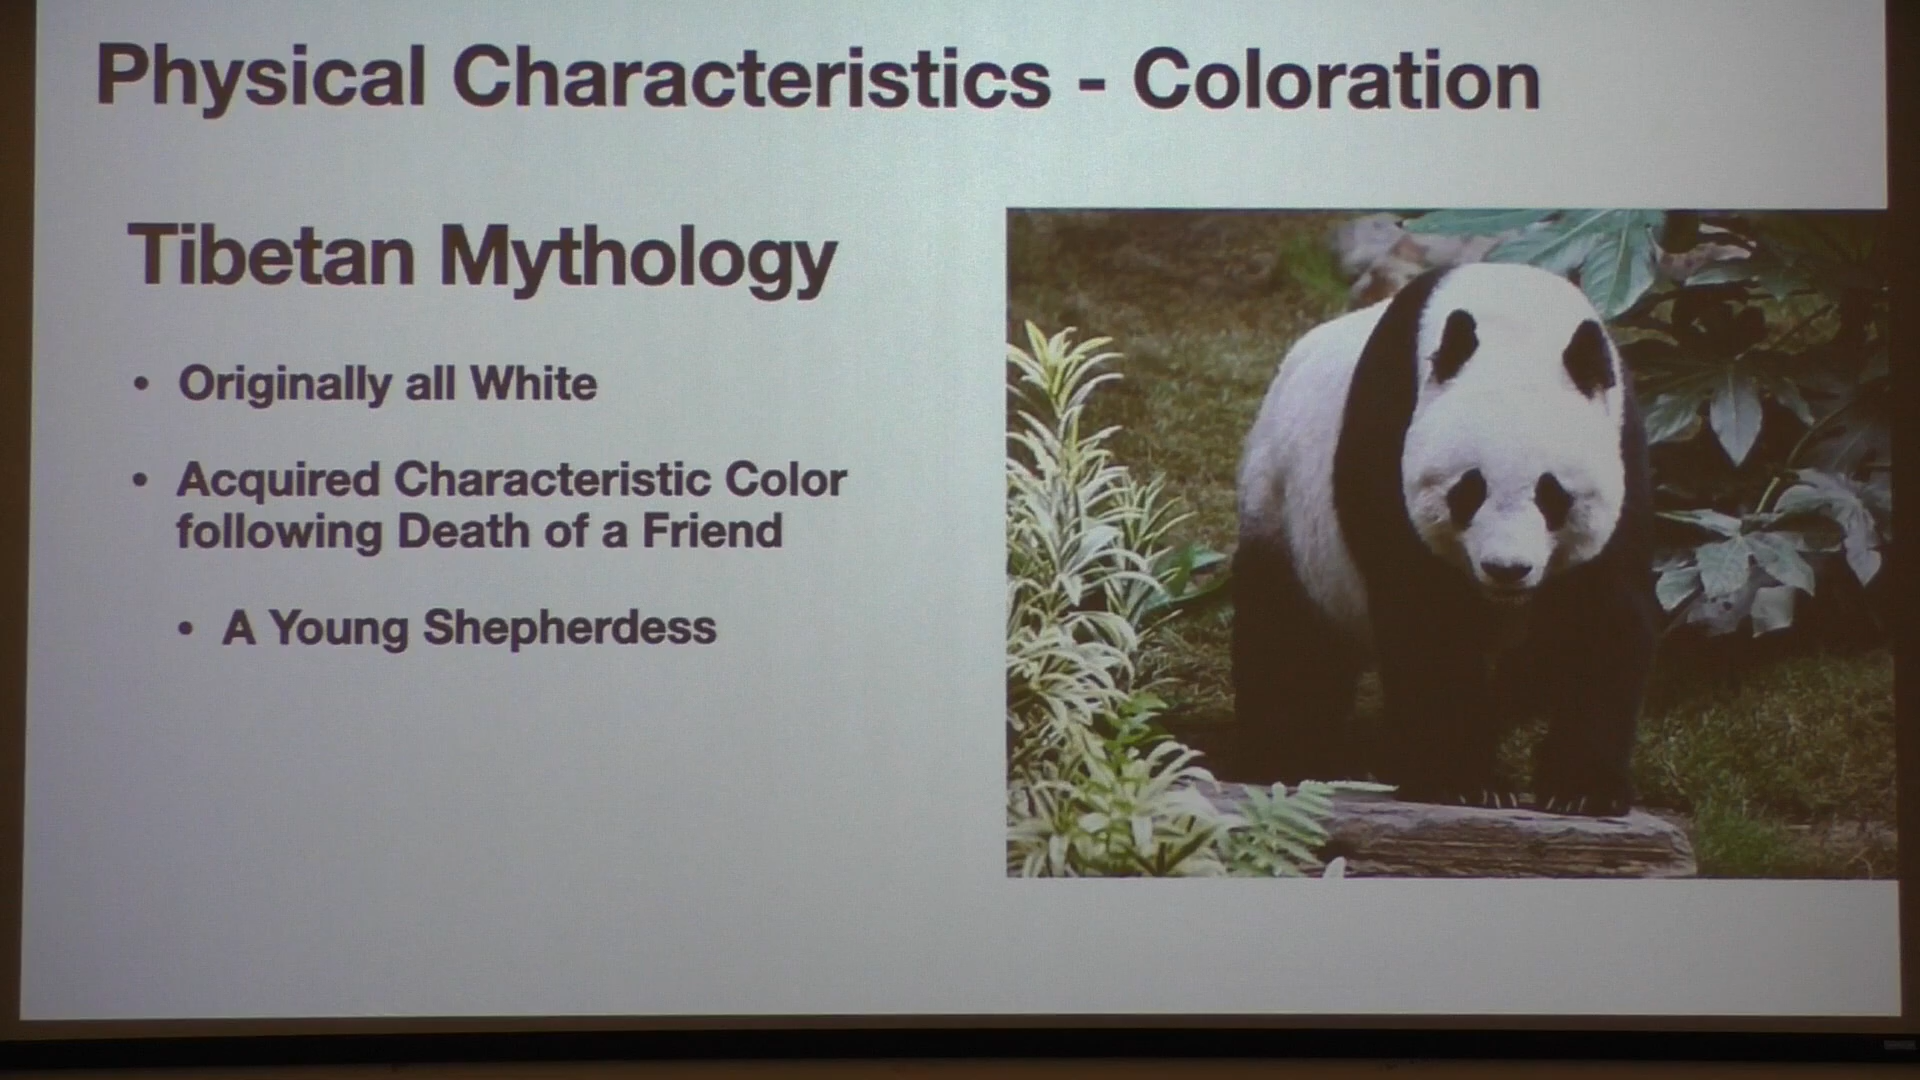 Physical Characteristics - Coloration
Tibetan Mythology
• Originally all White
• Acquired Characteristic Color
following Death of a Friend
• A Young Shepherdess